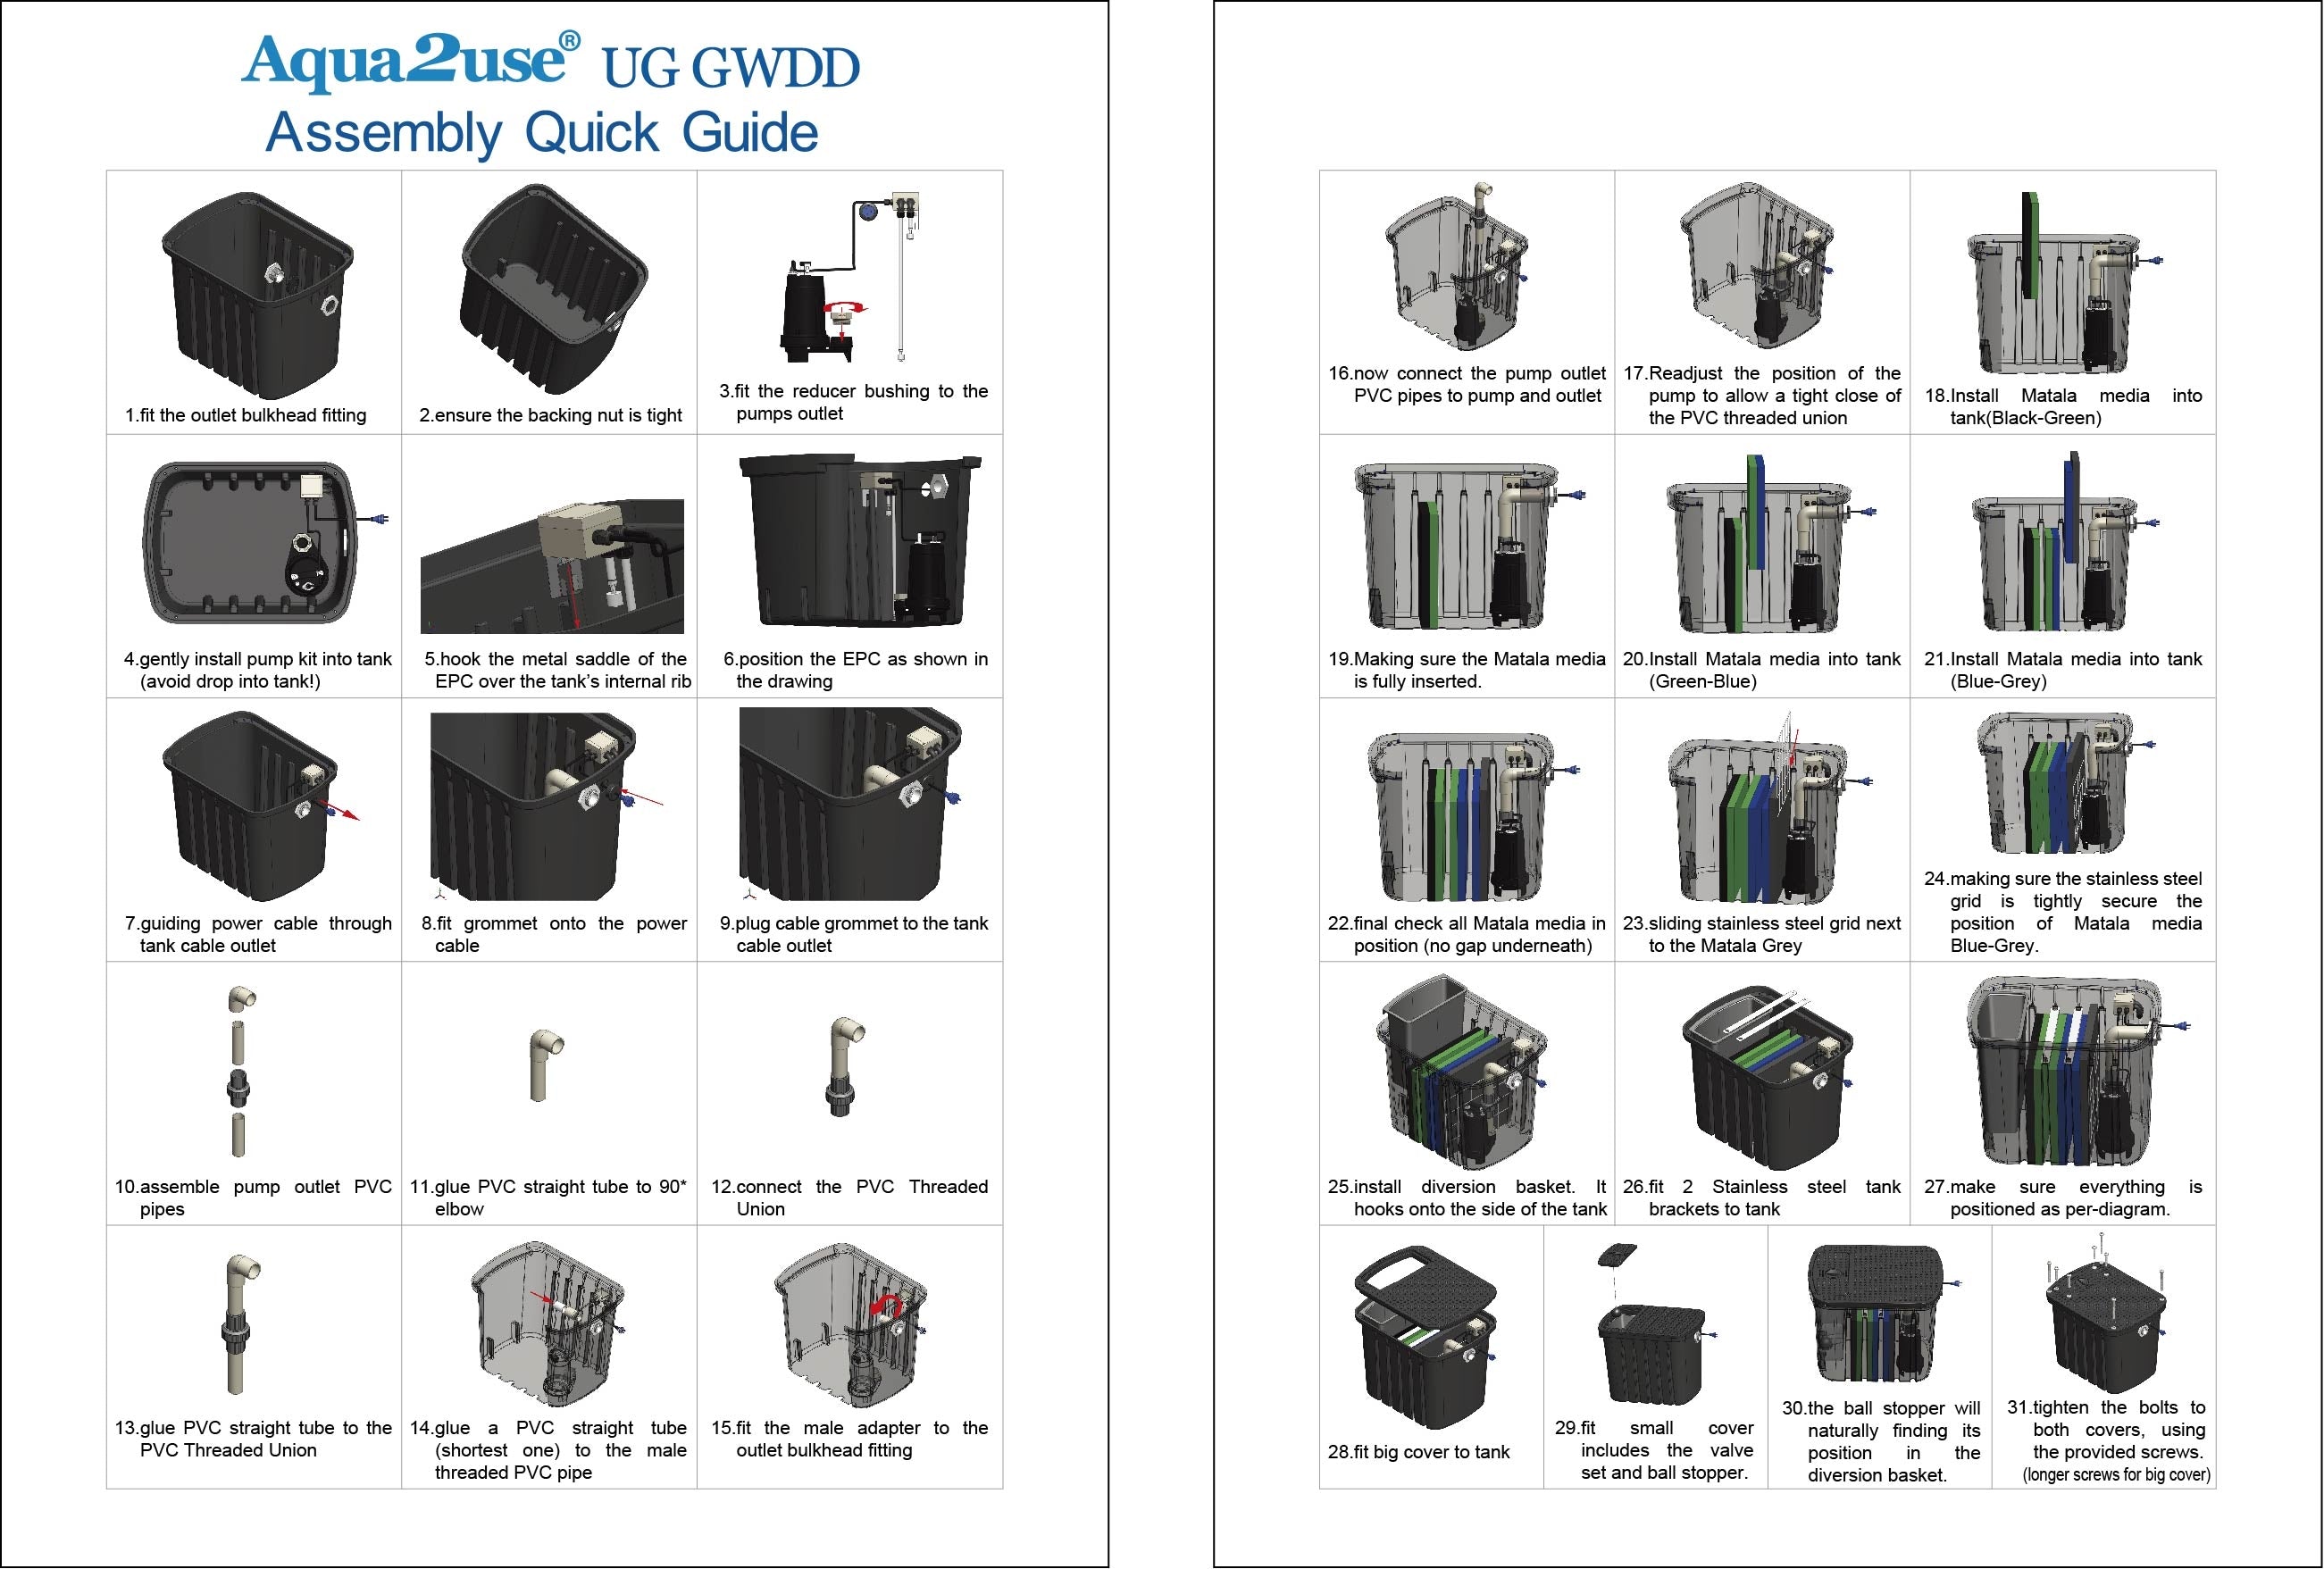 Aqua2use® UG GWDD
Assembly Quick Guide
1.fit the outlet bulkhead fitting
2.ensure the backing nut is tight
3.fit the reducer bushing to the
pumps outlet
4.gently install pump kit into tank
(avoid drop into tank!)
5.hook the metal saddle of the
EPC over the tank’s internal rib
6.position the EPC as shown in
the drawing
7.guiding power cable through
tank cable outlet
8.fit grommet onto the power
cable
9.plug cable grommet to the tank
cable outlet
10.assemble pump outlet PVC
pipes
11.glue PVC straight tube to 90*
elbow
12.connect the PVC Threaded
Union
13.glue PVC straight tube to the
PVC Threaded Union
14.glue a PVC straight tube
(shortest one) to the male
threaded PVC pipe
15.fit the male adapter to the
outlet bulkhead fitting
16.now connect the pump outlet
PVC pipes to pump and outlet
17.Readjust the position of the
pump to allow a tight close of
the PVC threaded union
18.Install Matala media into
tank(Black-Green)
19.Making sure the Matala media
is fully inserted.
20.Install Matala media into tank
(Green-Blue)
21.Install Matala media into tank
(Blue-Grey)
22.final check all Matala media in
position (no gap underneath)
23.sliding stainless steel grid next
to the Matala Grey
24.making sure the stainless steel
grid is tightly secure the
position of Matala media
Blue-Grey.
25.install diversion basket. It
hooks onto the side of the tank
26.fit 2 Stainless steel tank
brackets to tank
27.make sure everything is
positioned as per-diagram.
28.fit big cover to tank
29.fit small cover
includes the valve
set and ball stopper.
30.the ball stopper will
naturally finding its
position in the
diversion basket.
31.tighten the bolts to
both covers, using
the provided screws.
(longer screws for big cover)